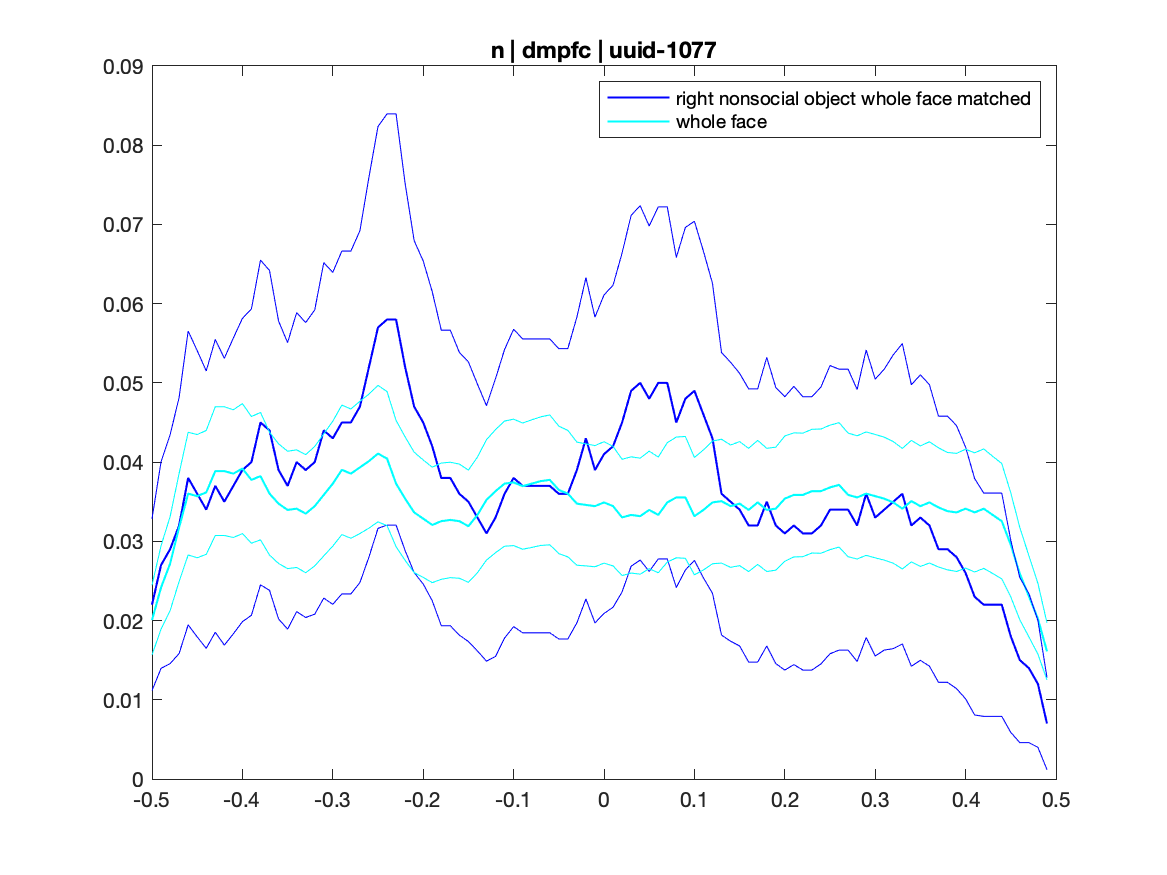 n | dmpfc | uuid-1077
right nonsocial object whole face matched
whole face
0.09
0.08
0.07
0.06
0.05
0.04
0.03
0.02
0.01
0
-0.5 -0.4 -0.3 -0.2 -0.1 0 0.1 0.2 0.3 0.4 0.5